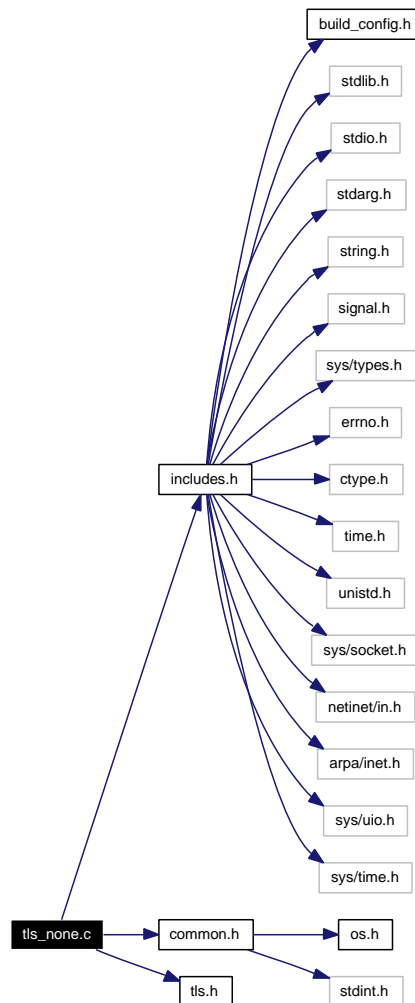 build_config.h
stdlib.h
stdio.h
stdarg.h
string.h
signal.h
sys/types.h
errno.h
includes.h
ctype.h
time.h
unistd.h
sys/socket.h
netinet/in.h
arpa/inet.h
sys/uio.h
sys/time.h
tls_none.c
common.h
os.h
tls.h
stdint.h